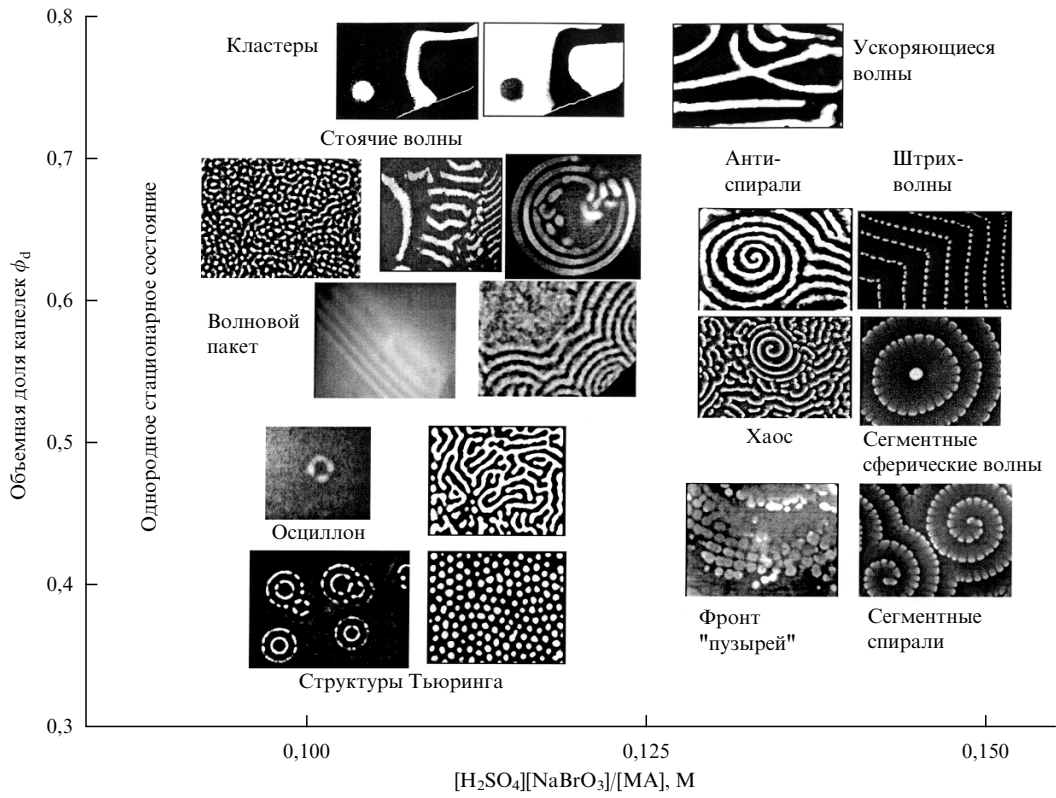 0,8
Кластеры
Ускоряющиеся
волны
Стоячие волны
0,7
Анти-
спирали
Штрих-
волны
Объемная доля капелек ϕd
Однородное стационарное состояние
0,6
Волновой
пакет
0,5
Хаос
Сегментные
сферические волны
Осциллон
0,4
Фронт
"пузырей"
Сегментные
спирали
Структуры Тьюринга
0,3
0,100
0,125
0,150
[H₂SO₄][NaBrO₃]/[MA], M